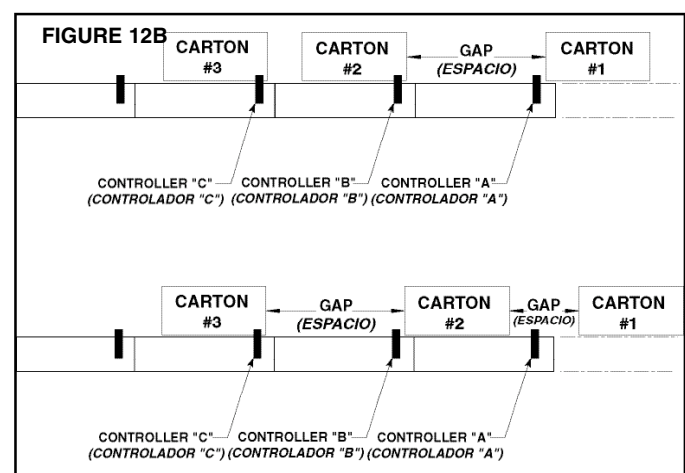 FIGURE 12B
CARTON #3
CARTON #2
GAP
(ESPACIO)
CARTON #1
CONTROLLER "C"
(CONTROLADOR "C")
CONTROLLER "B"
(CONTROLADOR "B")
CONTROLLER "A"
(CONTROLADOR "A")
CARTON #3
GAP
(ESPACIO)
CARTON #2
GAP
(ESPACIO)
CARTON #1
CONTROLLER "C"
(CONTROLADOR "C")
CONTROLLER "B"
(CONTROLADOR "B")
CONTROLLER "A"
(CONTROLADOR "A")